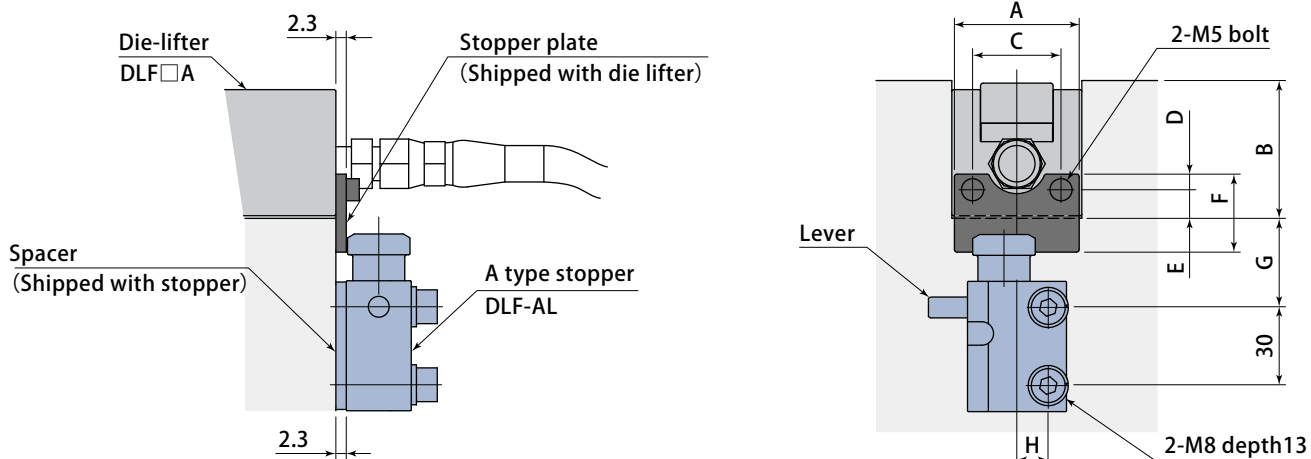 2.3
Die-lifter
DLF□A
Stopper plate
(Shipped with die lifter)
Spacer
(Shipped with stopper)
A type stopper
DLF-AL
2.3
A
C
2-M5 bolt
D
B
F
Lever
E
G
30
H
2-M8 depth13